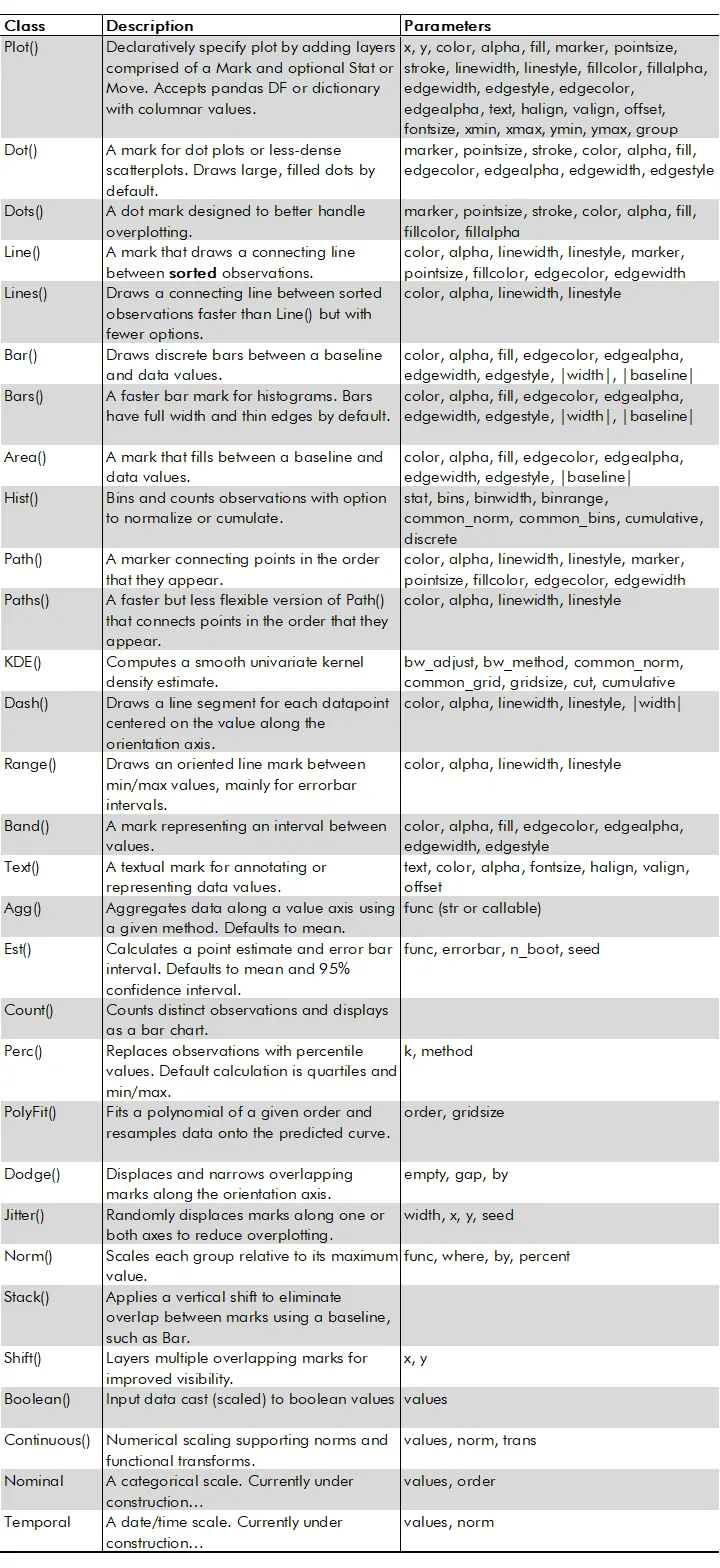 Class Description Parameters
Plot() Declaratively specify plot by adding layers x, y, color, alpha, fill, marker, pointsize,
comprised of a Mark and optional Stat or stroke, linewidth, linestyle, fillcolor, fillalpha,
Move. Accepts pandas DF or dictionary edgewidth, edgestyle, edgecolor,
with columnar values. edgealpha, text, halign, valign, offset,
fontsize, xmin, xmax, ymin, ymax, group
Dot() A mark for dot plots or less-dense marker, pointsize, stroke, color, alpha, fill,
scatterplots. Draws large, filled dots by edgecolor, edgealpha, edgewidth, edgestyle
default.
Dots() A dot mark designed to better handle marker, pointsize, stroke, color, alpha, fill,
overplotting. fillcolor, fillalpha
Line() A mark that draws a connecting line color, alpha, linewidth, linestyle, marker,
between sorted observations. pointsize, fillcolor, edgecolor, edgewidth
Lines() Draws a connecting line between sorted color, alpha, linewidth, linestyle
observations faster than Line() but with
fewer options.
Bar() Draws discrete bars between a baseline color, alpha, fill, edgecolor, edgealpha,
and data values. edgewidth, edgestyle, |width|, |baseline|
Bars() A faster bar mark for histograms. Bars color, alpha, fill, edgecolor, edgealpha,
have full width and thin edges by default. edgewidth, edgestyle, |width|, |baseline|
Area() A mark that fills between a baseline and color, alpha, fill, edgecolor, edgealpha,
data values. edgewidth, edgestyle, |baseline|
Hist() Bins and counts observations with option stat, bins, binwidth, binrange,
to normalize or cumulate. common_norm, common_bins, cumulative,
discrete
Path() A marker connecting points in the order color, alpha, linewidth, linestyle, marker,
that they appear. pointsize, fillcolor, edgecolor, edgewidth
Paths() A faster but less flexible version of Path() color, alpha, linewidth, linestyle
that connects points in the order that they
appear.
KDE() Computes a smooth univariate kernel bw_adjust, bw_method, common_norm,
density estimate. common_grid, gridsize, cut, cumulative
Dash() Draws a line segment for each datapoint color, alpha, linewidth, linestyle, |width|
centered on the value along the
orientation axis.
Range() Draws an oriented line mark between color, alpha, linewidth, linestyle
min/max values, mainly for errorbar
intervals.
Band() A mark representing an interval between color, alpha, fill, edgecolor, edgealpha,
values. edgewidth, edgestyle
Text() A textual mark for annotating or text, color, alpha, fontsize, halign, valign,
representing data values. offset
Agg() Aggregates data along a value axis using func (str or callable)
a given method. Defaults to mean.
Est() Calculates a point estimate and error bar func, errorbar, n_boot, seed
interval. Defaults to mean and 95%
confidence interval.
Count() Counts distinct observations and displays
as a bar chart.
Perc() Replaces observations with percentile k, method
values. Default calculation is quartiles and
min/max.
PolyFit() Fits a polynomial of a given order and order, gridsize
resamples data onto the predicted curve.
Dodge() Displaces and narrows overlapping empty, gap, by
marks along the orientation axis.
Jitter() Randomly displaces marks along one or width, x, y, seed
both axes to reduce overplotting.
Norm() Scales each group relative to its maximum func, where, by, percent
value.
Stack() Applies a vertical shift to eliminate
overlap between marks using a baseline,
such as Bar.
Shift() Layers multiple overlapping marks for x, y
improved visibility.
Boolean() Input data cast (scaled) to boolean values values
Continuous() Numerical scaling supporting norms and values, norm, trans
functional transforms.
Nominal A categorical scale. Currently under values, order
construction…
Temporal A date/time scale. Currently under values, norm
construction…